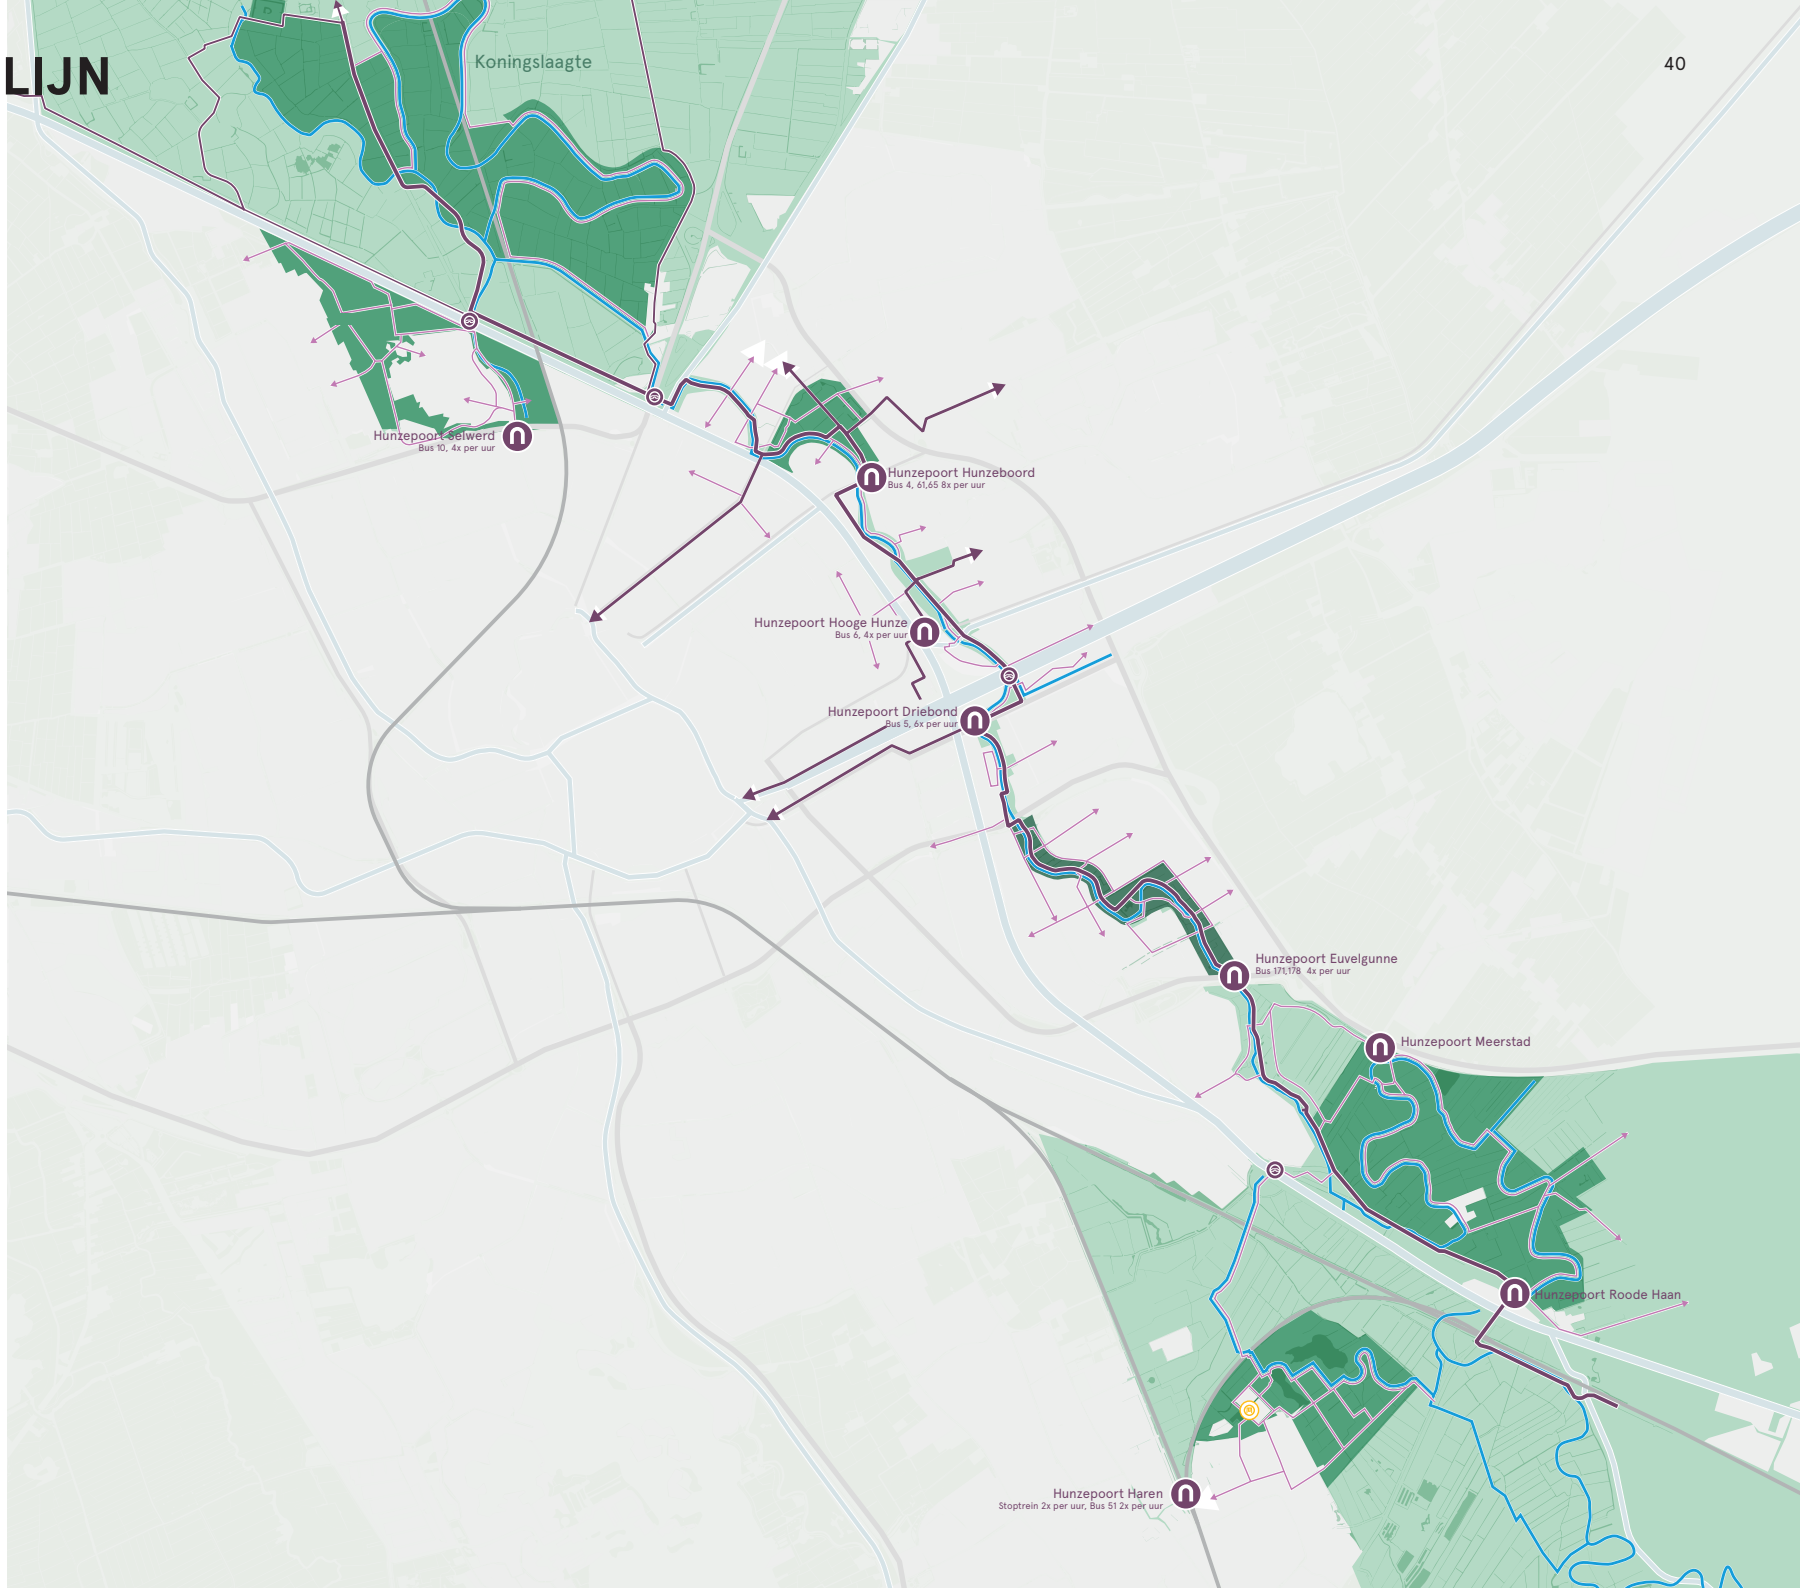 LIJN
Koningslaagte
40
Hunzepoort Selwerd
Bus 10, 4x per uur
Hunzepoort Hunzeboord
Bus 4, 61,65 8x per uur
Hunzepoort Hooge Hunze
Bus 6, 4x per uur
Hunzepoort Driebond
Bus 5, 6x per uur
Hunzepoort Euvelgunne
Bus 171,178 4x per uur
Hunzepoort Meerstad
Hunzepoort Roode Haan
Hunzepoort Haren
Stoptrein 2x per uur, Bus 51 2x per uur